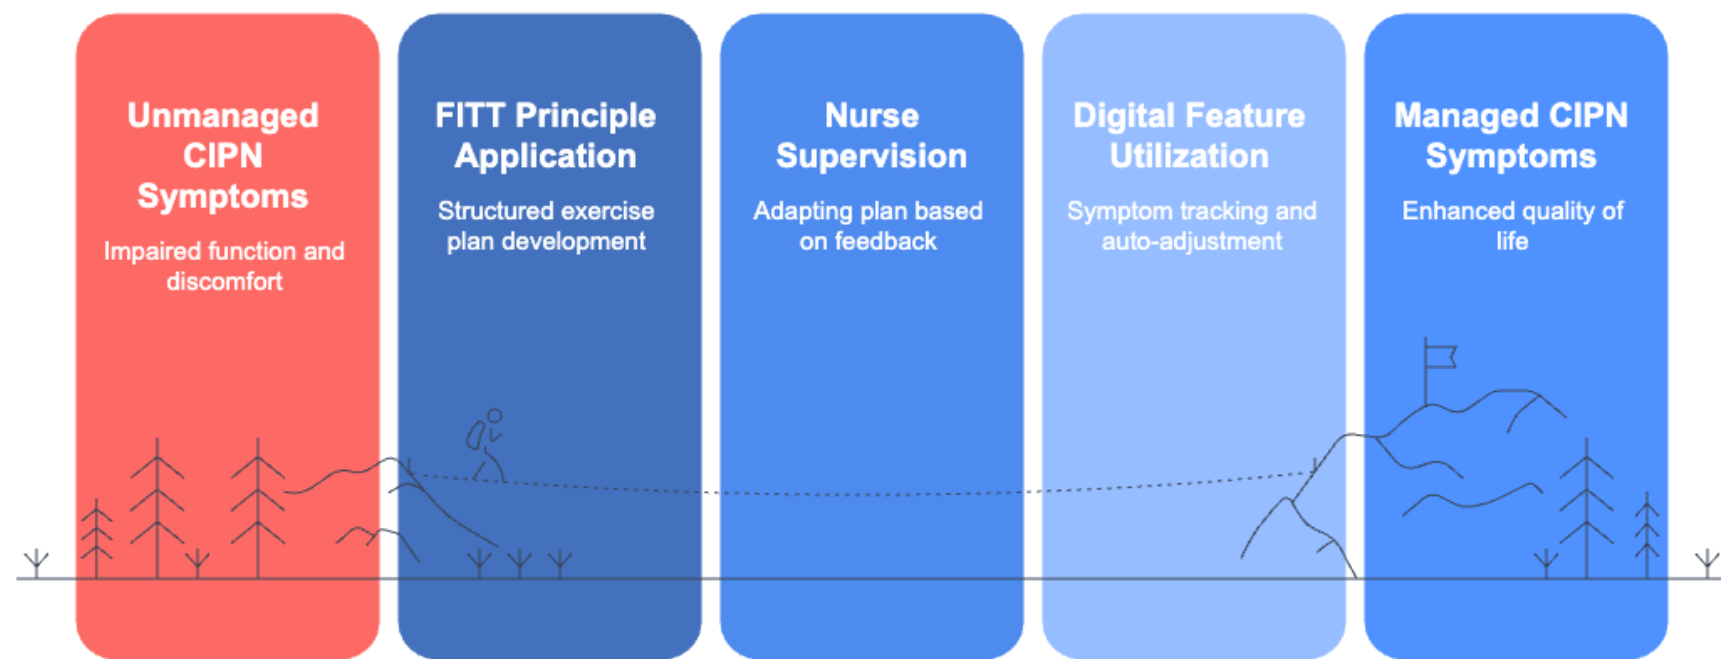 Unmanaged
CIPN
Symptoms
Impaired function and
discomfort
FITT Principle
Application
Structured exercise
plan development
Nurse
Supervision
Adapting plan based
on feedback
Digital Feature
Utilization
Symptom tracking and
auto-adjustment
Managed CIPN
Symptoms
Enhanced quality of
life